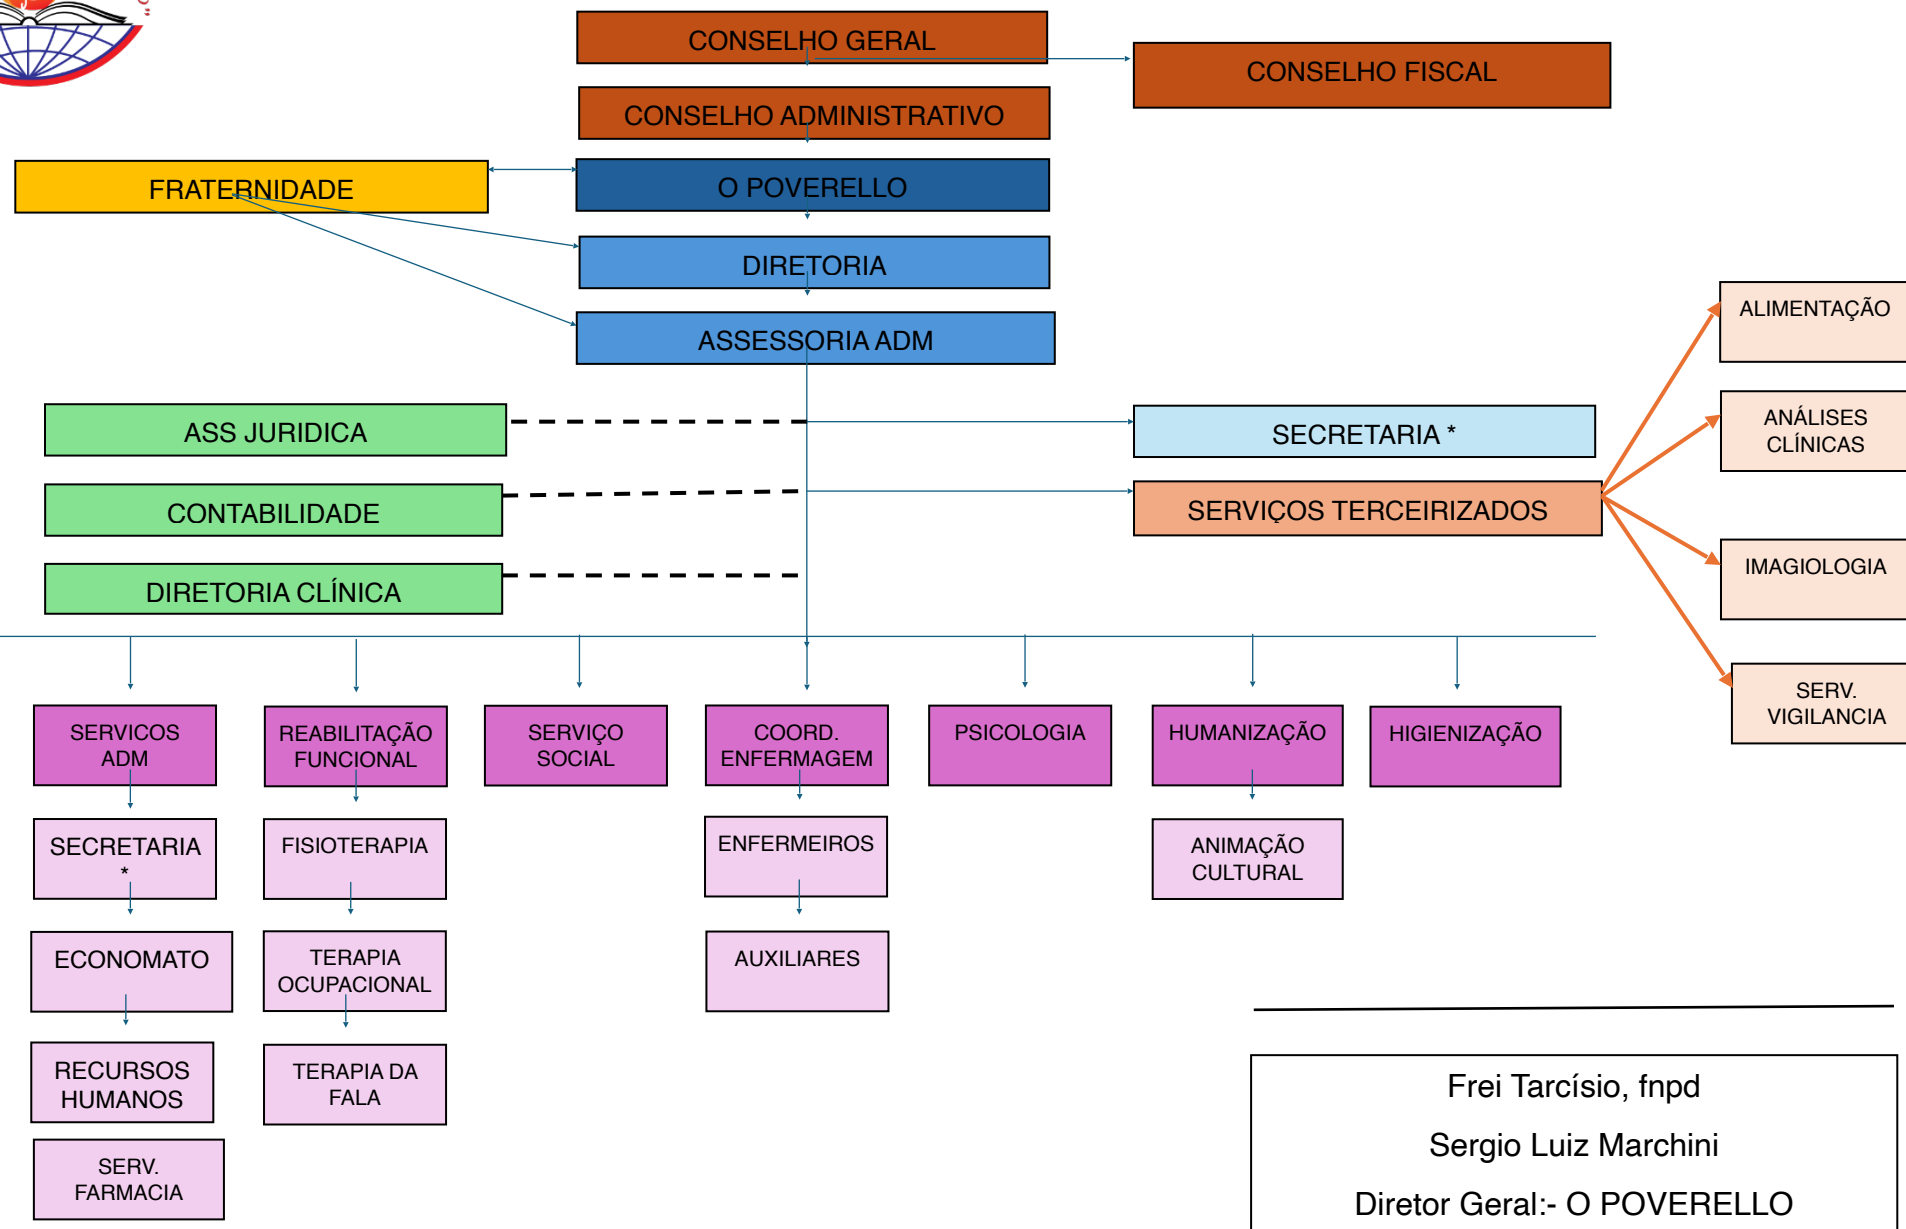 CONSELHO GERAL
CONSELHO FISCAL
CONSELHO ADMINISTRATIVO
FRATERNIDADE
O POVERELLO
DIRETORIA
ASSESSORIA ADM
ASS JURIDICA
SECRETARIA *
CONTABILIDADE
SERVIÇOS TERCEIRIZADOS
DIRETORIA CLÍNICA
ALIMENTAÇÃO
ANÁLISES
CLÍNICAS
IMAGIOLOGIA
SERV.
VIGILANCIA
SERVICOS
ADM
REABILITAÇÃO
FUNCIONAL
SERVIÇO
SOCIAL
COORD.
ENFERMAGEM
PSICOLOGIA
HUMANIZAÇÃO
HIGIENIZAÇÃO
SECRETARIA
*
FISIOTERAPIA
ENFERMEIROS
ANIMAÇÃO
CULTURAL
ECONOMATO
TERAPIA
OCUPACIONAL
AUXILIARES
RECURSOS
HUMANOS
TERAPIA DA
FALA
SERV.
FARMACIA
Frei Tarcísio, fnpd
Sergio Luiz Marchini
Diretor Geral:- O POVERELLO